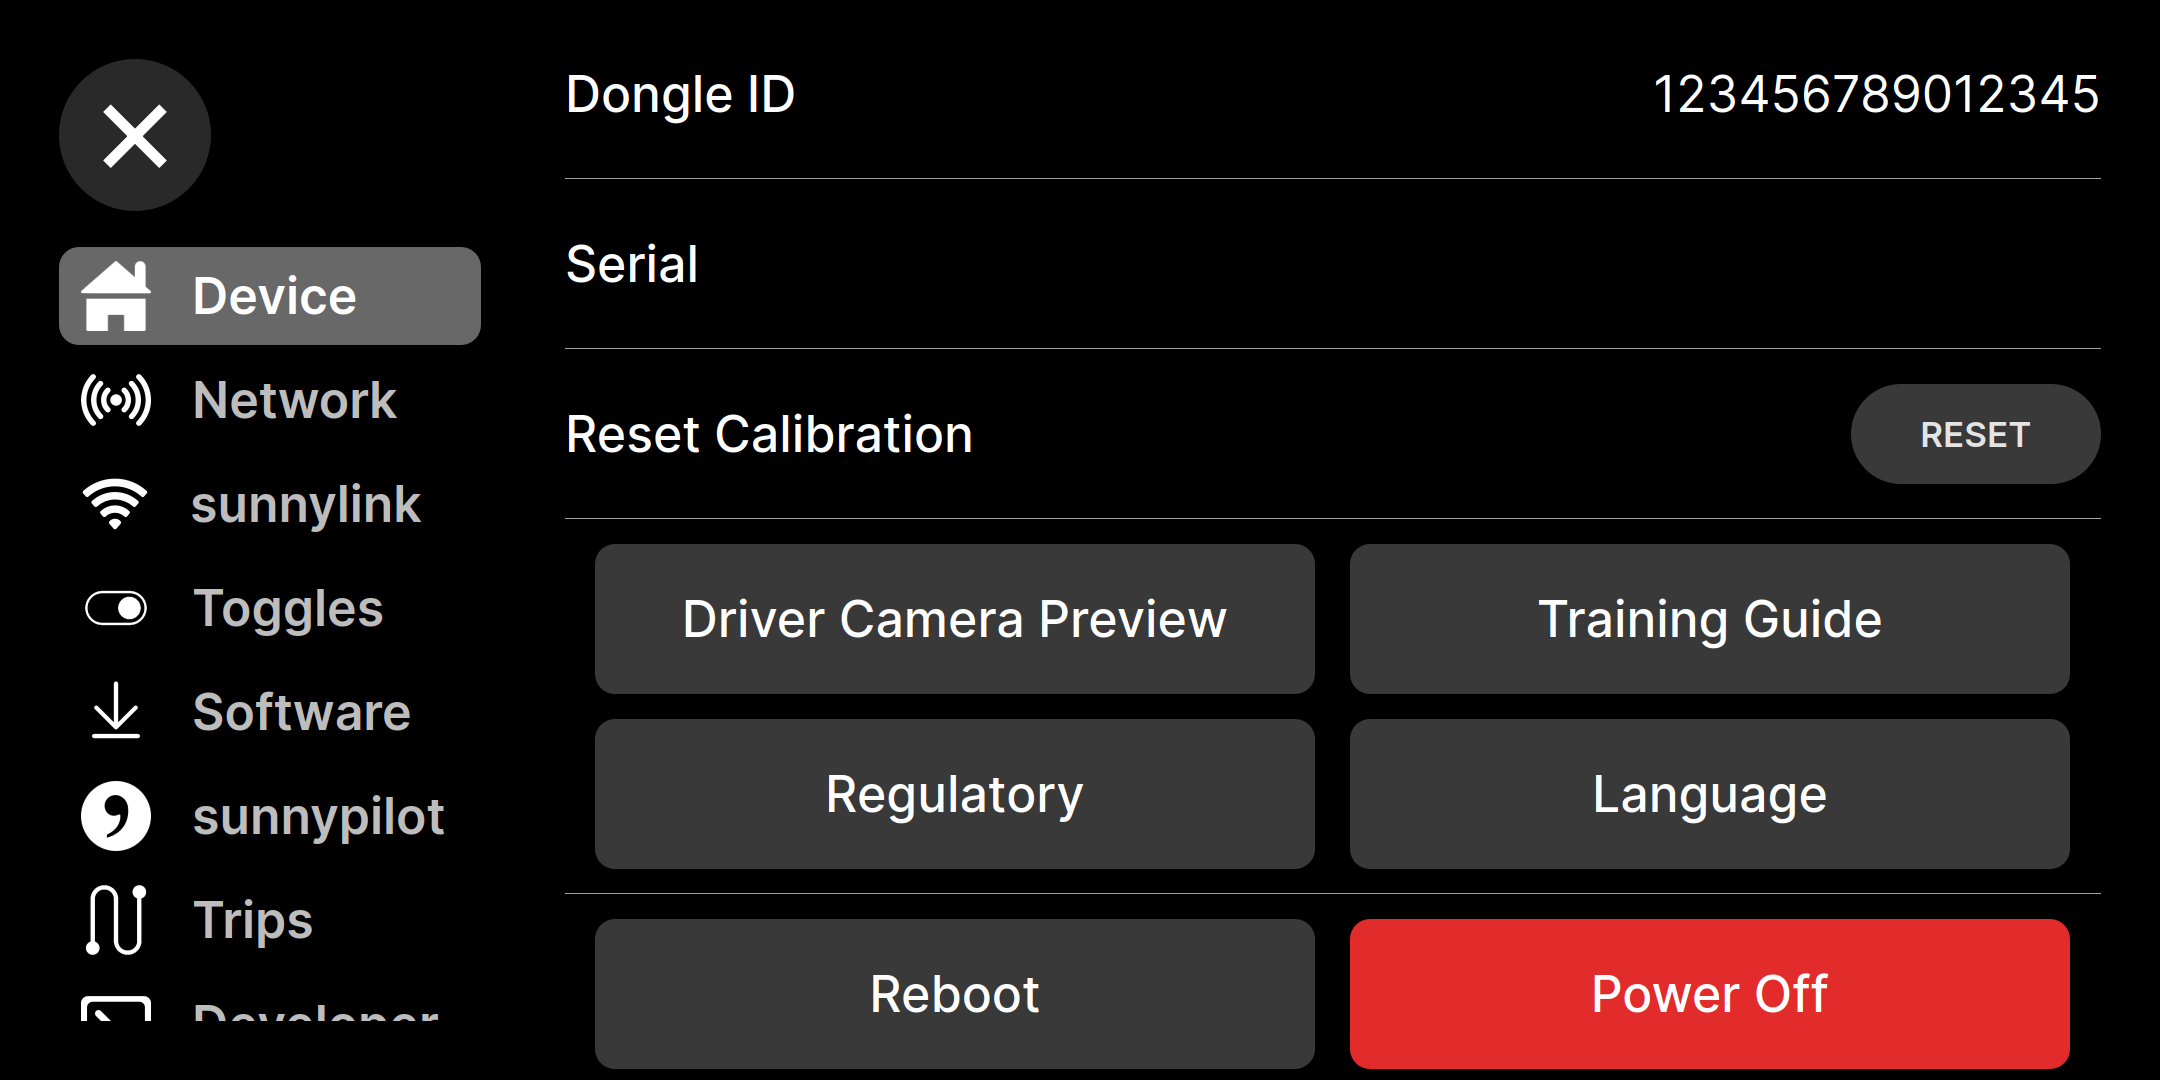 Device
Network
sunnylink
Toggles
Software
sunnypilot
Trips
Developer
Dongle ID
123456789012345
Serial
Reset Calibration
RESET
Driver Camera Preview
Training Guide
Regulatory
Language
Reboot
Power Off